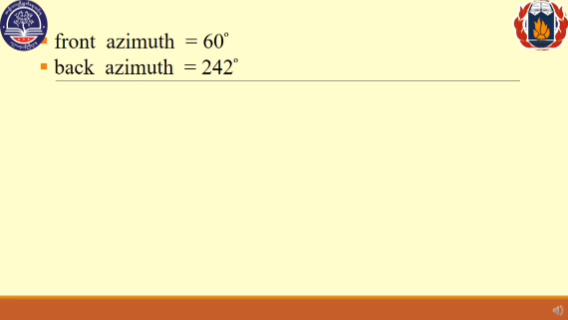 front azimuth = 60°
back azimuth = 242°